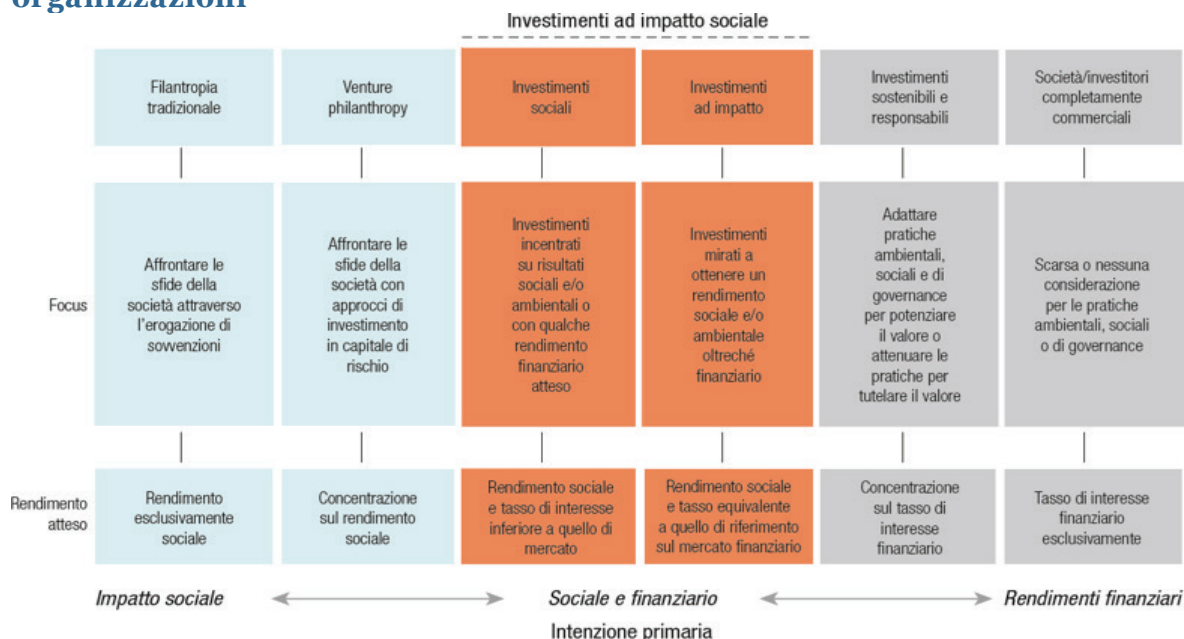 organizzazioni
Investimenti ad impatto sociale
Filantropia
tradizionale
Venture
philanthropy
Investimenti
sociali
Investimenti
ad impatto
Investimenti
sostenibili e
responsabili
Società/investitori
completamente
commerciali
Focus
Affrontare le
sfide della
società attraverso
l'erogazione di
sovvenzioni
Affrontare le
sfide della
società con
approcci di
investimento
in capitale di
rischio
Investimenti
incentrati
su risultati
sociali e/o
ambientali o
con qualche
rendimento
finanziario
atteso
Investimenti
mirati a
ottenere un
rendimento
sociale e/o
ambientale
oltreché
finanziario
Adattare
pratiche
ambientali,
sociali e di
governance
per potenziare
il valore o
attenuare le
pratiche per
tutelare il valore
Scarsa o nessuna
considerazione
per le pratiche
ambientali, sociali
o di governance
Rendimento
atteso
Rendimento
esclusivamente
sociale
Concentrazione
sul rendimento
sociale
Rendimento sociale
e tasso di interesse
inferiore a quello di
mercato
Rendimento sociale
e tasso equivalente
a quello di riferimento
sul mercato finanziario
Concentrazione
sul tasso di
interesse
finanziario
Tasso di interesse
finanziario
esclusivamente
Impatto sociale
Sociale e finanziario
Rendimenti finanziari
Intenzione primaria